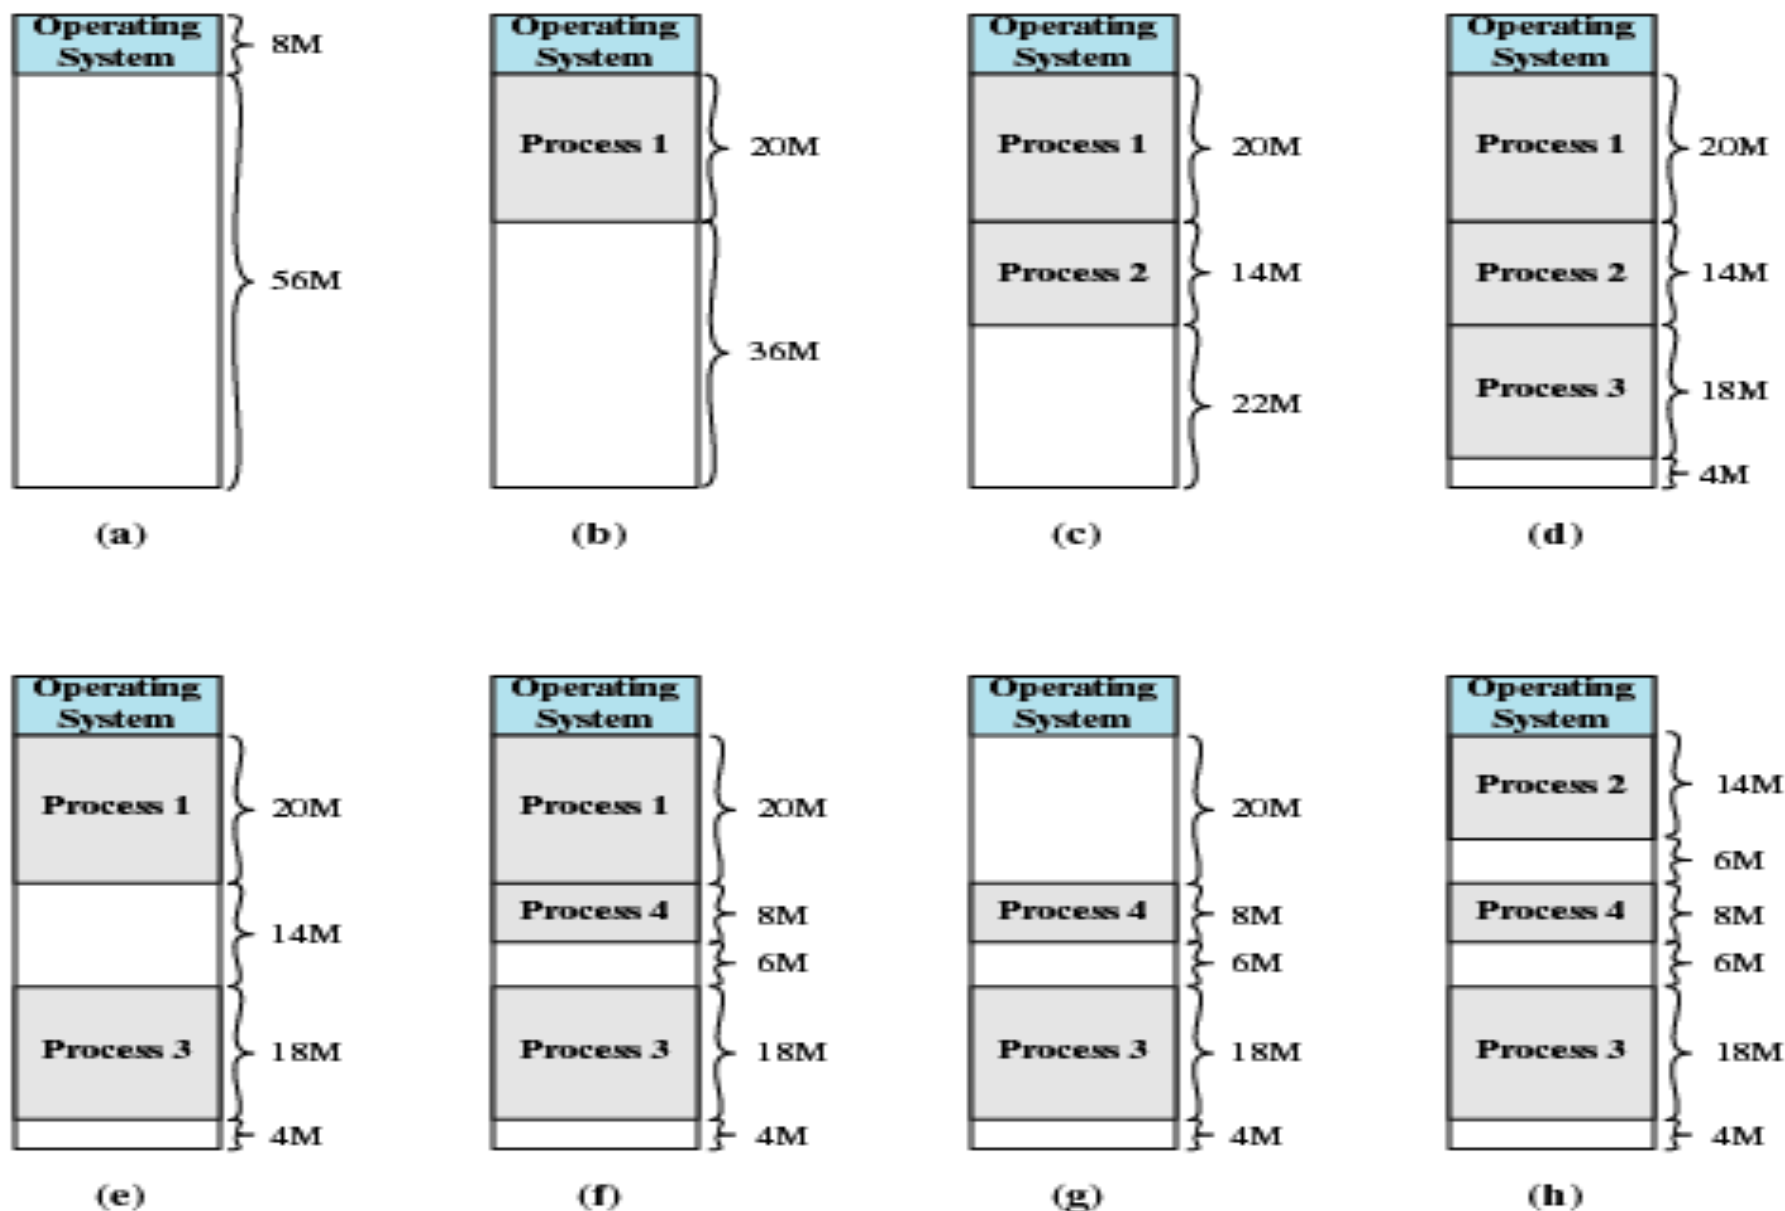 Operating
System
8M
56M
(a)
Operating
System
Process 1
20M
36M
(b)
Operating
System
Process 1
20M
Process 2
14M
22M
(c)
Operating
System
Process 1
20M
Process 2
14M
Process 3
18M
4M
(d)
Operating
System
Process 1
20M
14M
Process 3
18M
4M
(e)
Operating
System
Process 1
20M
Process 4
8M
6M
Process 3
18M
4M
(f)
Operating
System
20M
Process 4
8M
6M
Process 3
18M
4M
(g)
Operating
System
Process 2
14M
6M
Process 4
8M
6M
Process 3
18M
4M
(h)